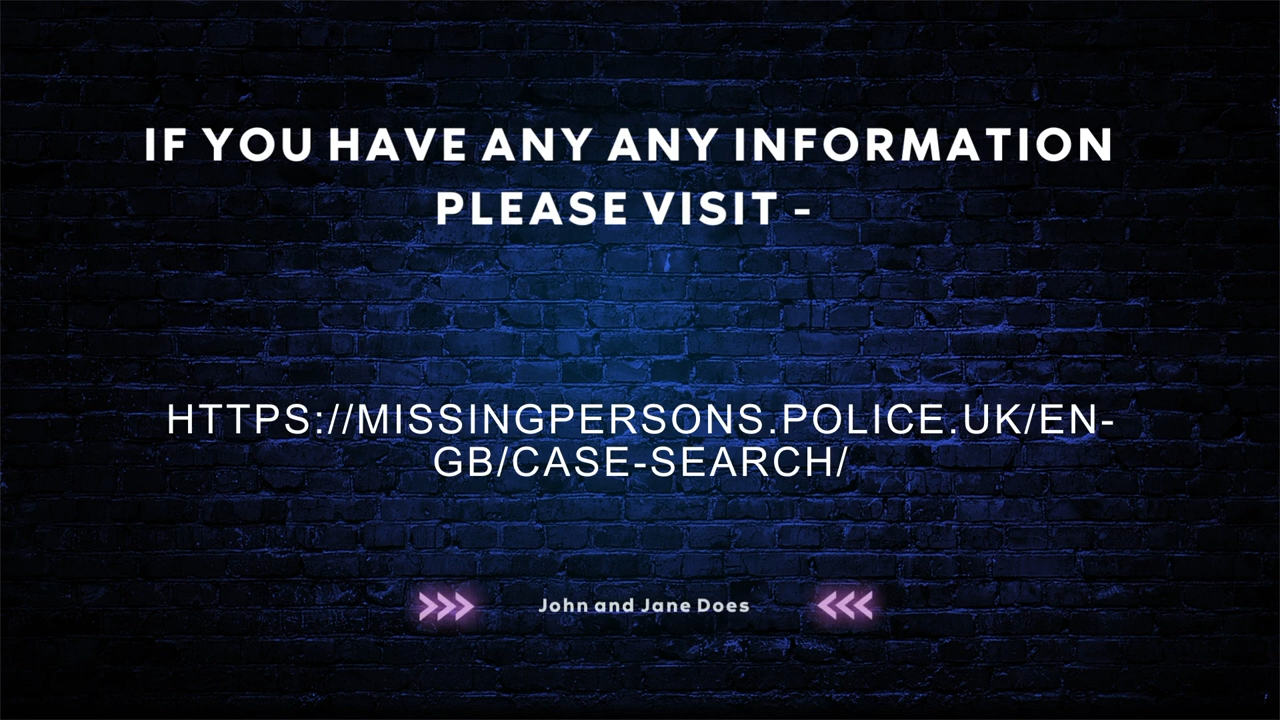 IF YOU HAVE ANY ANY INFORMATION
PLEASE VISIT -
HTTPS://MISSINGPERSONS.POLICE.UK/EN-
GB/CASE-SEARCH/
John and Jane Does